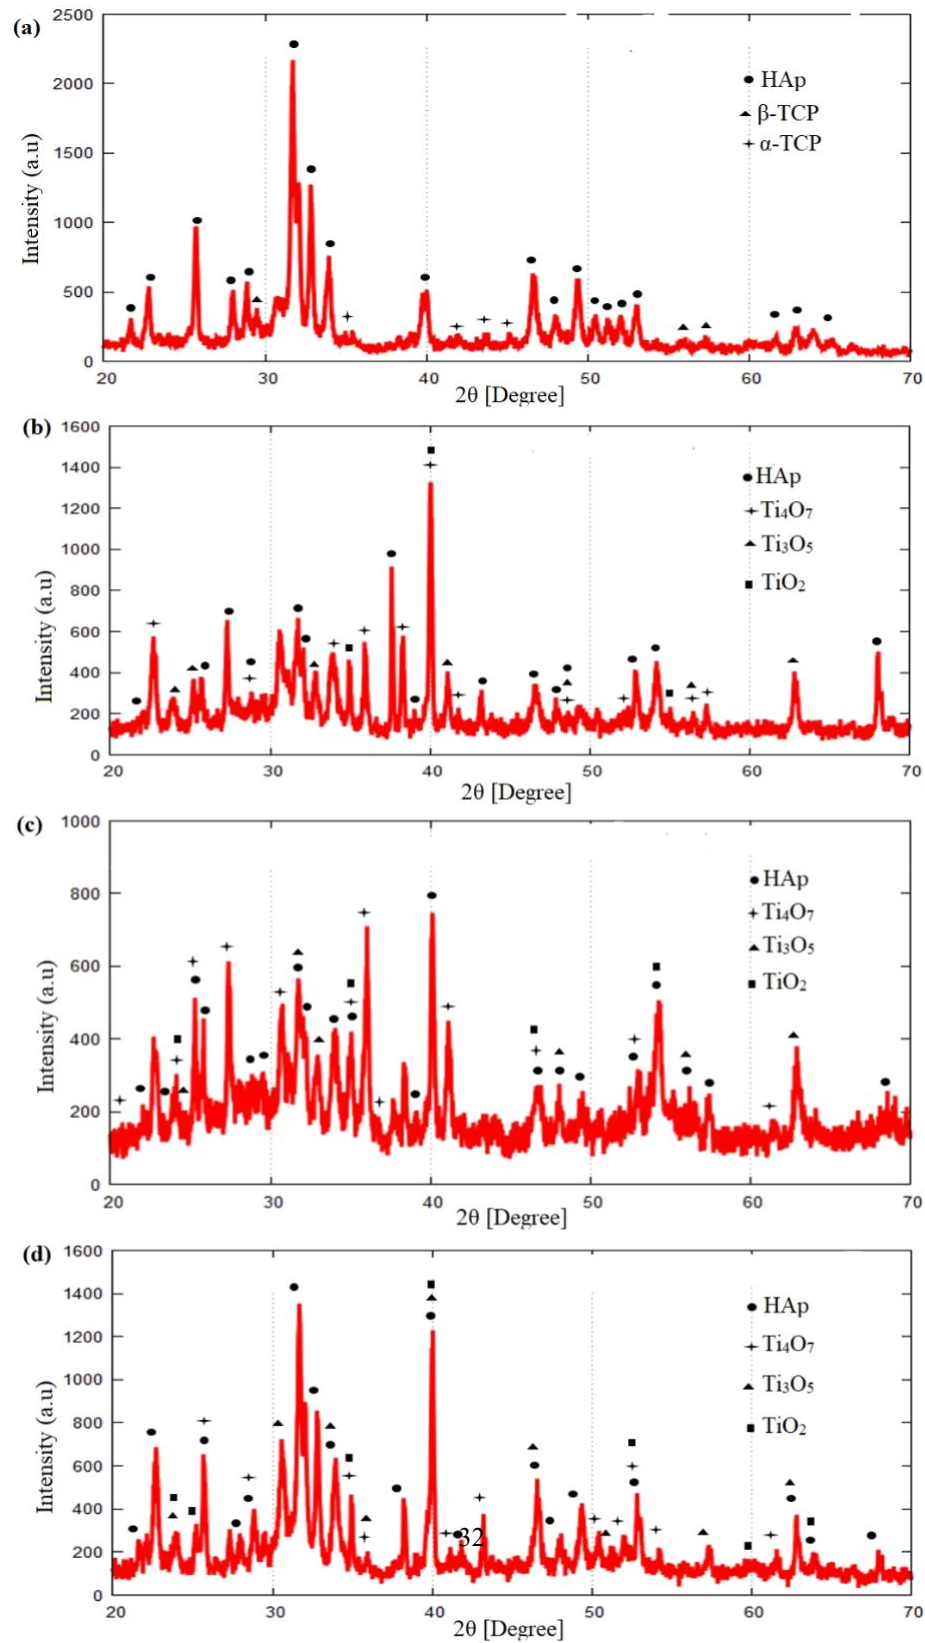 (a)
2500
2000
1500
1000
500
0
Intensity (a.u)
HAp
β-TCP
α-TCP
20 30 40 50 60 70
2θ [Degree]
(b)
1600
1400
1200
1000
800
600
400
200
0
Intensity (a.u)
HAp
Ti₄O₇
Ti₃O₅
TiO₂
20 30 40 50 60 70
2θ [Degree]
(c)
1000
800
600
400
200
0
Intensity (a.u)
HAp
Ti₄O₇
Ti₃O₅
TiO₂
20 30 40 50 60 70
2θ [Degree]
(d)
1600
1400
1200
1000
800
600
400
200
0
Intensity (a.u)
HAp
Ti₄O₇
Ti₃O₅
TiO₂
32
20 30 40 50 60 70